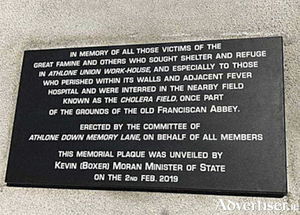 IN MEMORY OF ALL THOSE VICTIMS OF THE
GREAT FAMINE AND OTHERS WHO SOUGHT SHELTER AND REFUGE
IN ATHLONE UNION WORK-HOUSE, AND ESPECIALLY TO THOSE
WHO PERISHED WITHIN ITS WALLS AND ADJACENT FEVER
HOSPITAL AND WERE INTERRED IN THE NEARBY FIELD
KNOWN AS THE CHOLERA FIELD, ONCE PART
OF THE GROUNDS OF THE OLD FRANCISCAN ABBEY.
ERECTED BY THE COMMITTEE OF
ATHLONE DOWN MEMORY LANE, ON BEHALF OF ALL MEMBERS
THIS MEMORIAL PLAQUE WAS UNVEILED BY
KEVIN (BOXER) MORAN MINISTER OF STATE
ON THE 2ND FEB. 2019
Advertiser.ie